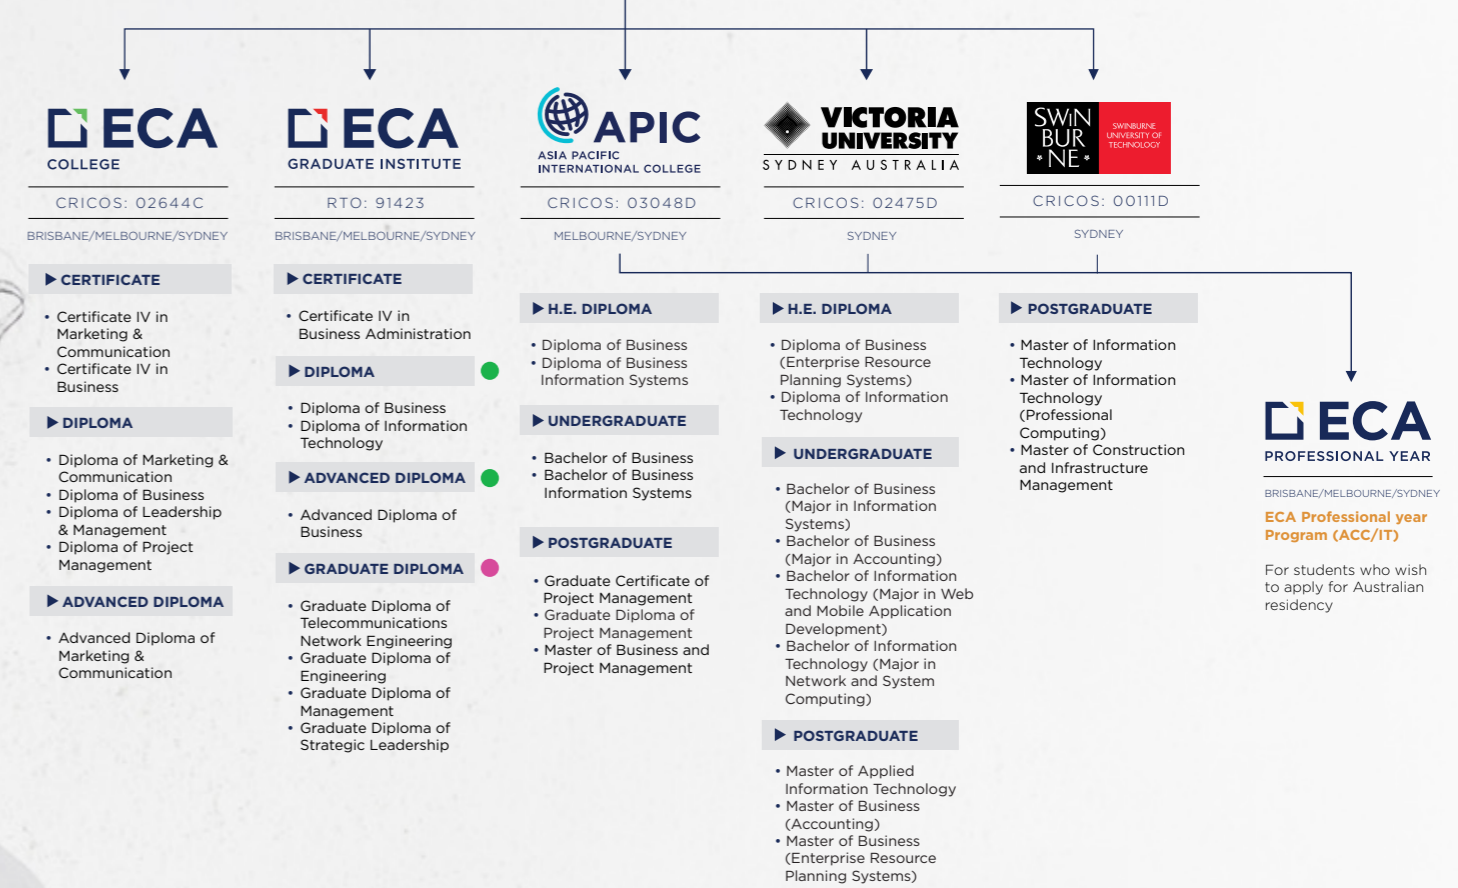 ECA
COLLEGE
CRICOS: 02644C
BRISBANE/MELBOURNE/SYDNEY
CERTIFICATE
• Certificate IV in
Marketing &
Communication
• Certificate IV in
Business
DIPLOMA
• Diploma of Marketing &
Communication
• Diploma of Business
• Diploma of Leadership
& Management
• Diploma of Project
Management
ADVANCED DIPLOMA
• Advanced Diploma of
Marketing &
Communication
ECA
GRADUATE INSTITUTE
RTO: 91423
BRISBANE/MELBOURNE/SYDNEY
CERTIFICATE
• Certificate IV in
Business Administration
DIPLOMA
• Diploma of Business
• Diploma of Information
Technology
ADVANCED DIPLOMA
• Advanced Diploma of
Business
GRADUATE DIPLOMA
• Graduate Diploma of
Telecommunications
Network Engineering
• Graduate Diploma of
Engineering
• Graduate Diploma of
Management
• Graduate Diploma of
Strategic Leadership
APIC
ASIA PACIFIC
INTERNATIONAL COLLEGE
CRICOS: 03048D
MELBOURNE/SYDNEY
H.E. DIPLOMA
• Diploma of Business
• Diploma of Business
Information Systems
UNDERGRADUATE
• Bachelor of Business
• Bachelor of Business
Information Systems
POSTGRADUATE
• Graduate Certificate of
Project Management
• Graduate Diploma of
Project Management
• Master of Business and
Project Management
VICTORIA
UNIVERSITY
SYDNEY AUSTRALIA
CRICOS: 02475D
SYDNEY
H.E. DIPLOMA
• Diploma of Business
(Enterprise Resource
Planning Systems)
• Diploma of Information
Technology
UNDERGRADUATE
• Bachelor of Business
(Major in Information
Systems)
• Bachelor of Business
(Major in Accounting)
• Bachelor of Information
Technology (Major in Web
and Mobile Application
Development)
• Bachelor of Information
Technology (Major in
Network and System
Computing)
POSTGRADUATE
• Master of Applied
Information Technology
• Master of Business
(Accounting)
• Master of Business
(Enterprise Resource
Planning Systems)
SWIN
BUR
* NE *
SWINBURNE
UNIVERSITY OF
TECHNOLOGY
CRICOS: 00111D
SYDNEY
POSTGRADUATE
• Master of Information
Technology
• Master of Information
Technology
(Professional
Computing)
• Master of Construction
and Infrastructure
Management
ECA
PROFESSIONAL YEAR
BRISBANE/MELBOURNE/SYDNEY
ECA Professional year
Program (ACC/IT)
For students who wish
to apply for Australian
residency